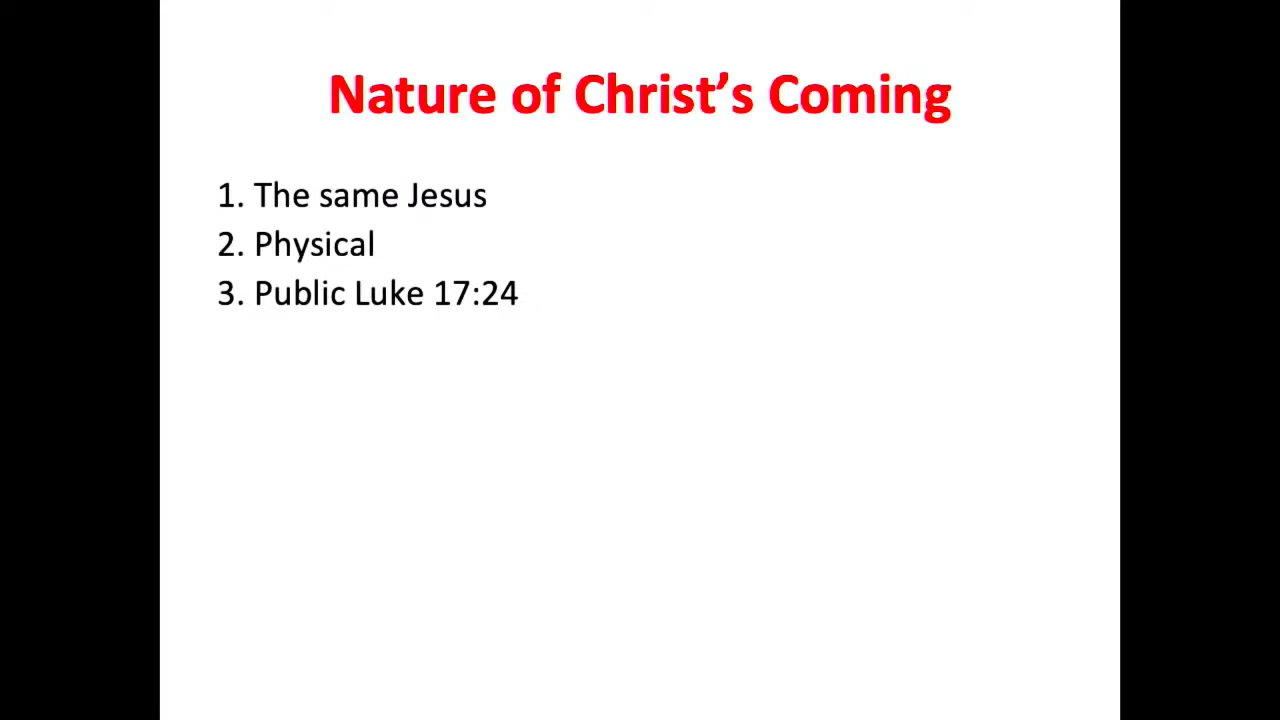 Nature of Christ’s Coming
1. The same Jesus
2. Physical
3. Public Luke 17:24